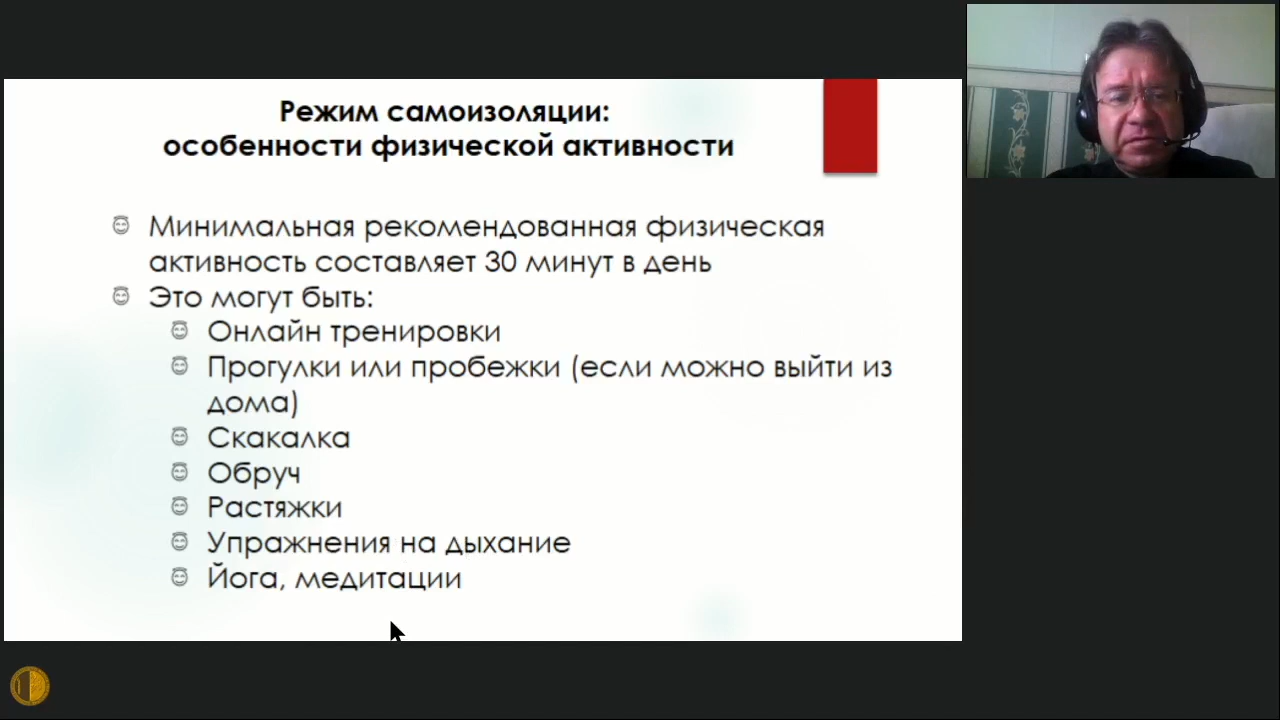 Режим самоизоляции:
особенности физической активности
Минимальная рекомендованная физическая
активность составляет 30 минут в день
Это могут быть:
Онлайн тренировки
Прогулки или пробежки (если можно выйти из
дома)
Скакалка
Обруч
Растяжки
Упражнения на дыхание
Йога, медитации